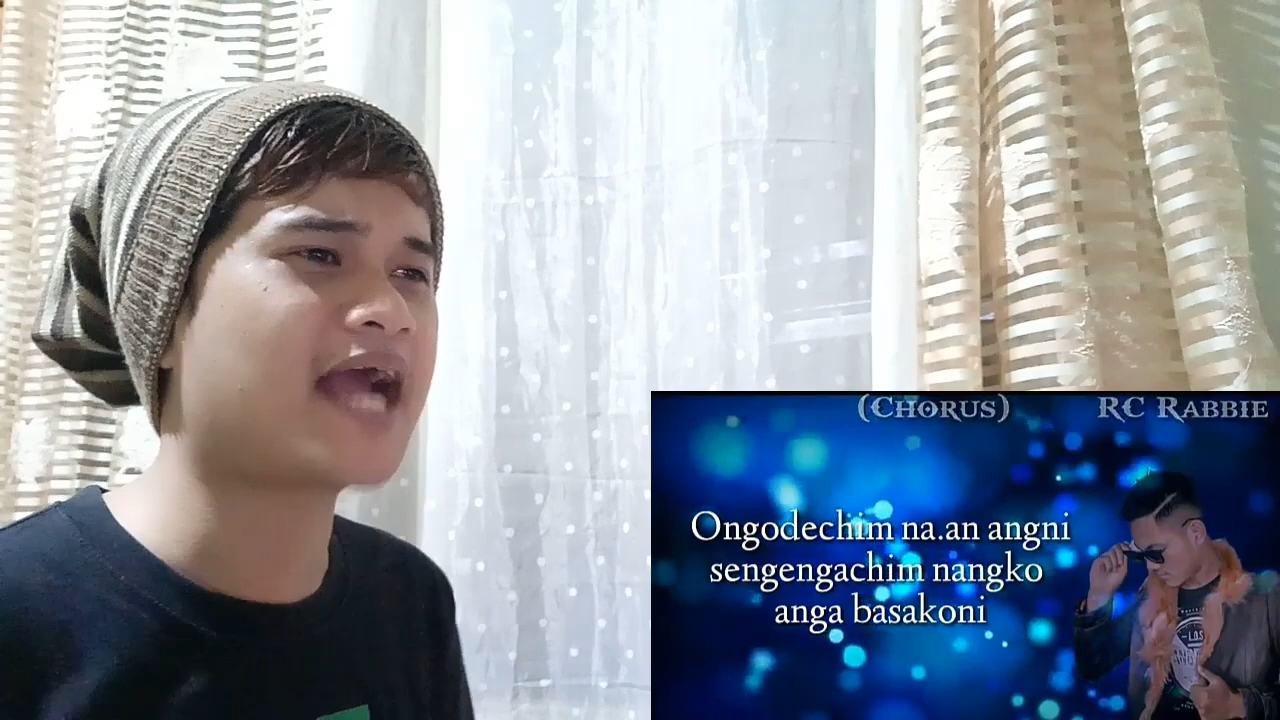 (Chorus) RC Rabbie
Ongodechim na.an angni
sengengachim nangko
anga basakoni
L.O.S